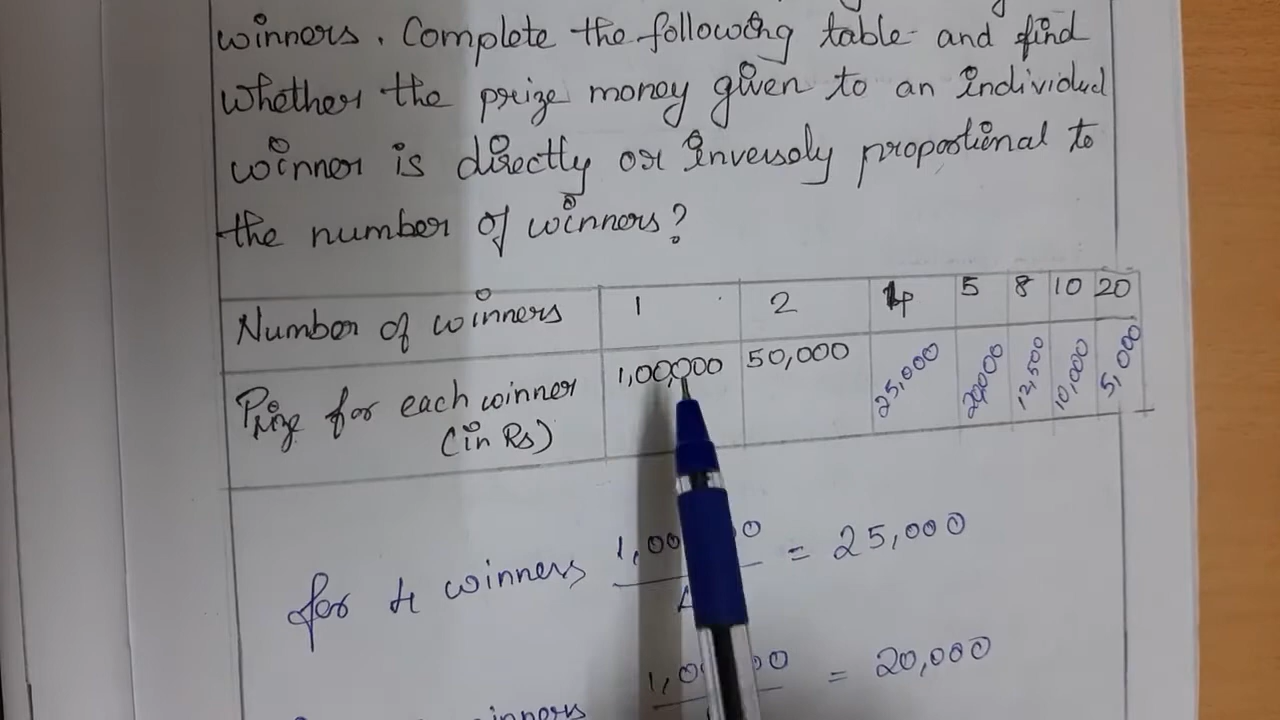 winners. Complete the following table and find
whether the prize money given to an individual
winner is directly or inversely proportional to
the number of winners?
Number of winners 1 2 4 5 8 10 20
Prize for each winner 1,00,000 50,000 25,000 20,000 12,500 10,000 5,000
(in Rs)
for 4 winners = 25,000
winners = 20,000